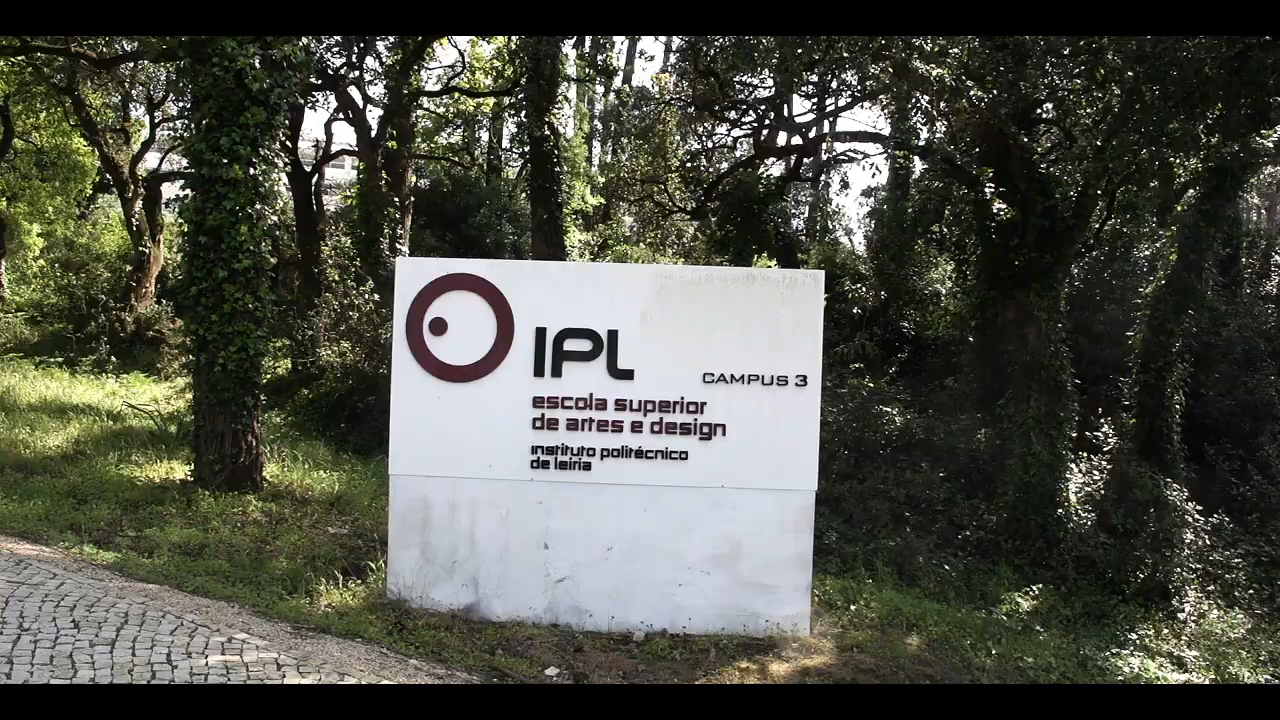 IPL
CAMPUS 3
escola superior
de artes e design
instituto politécnico
de leiria